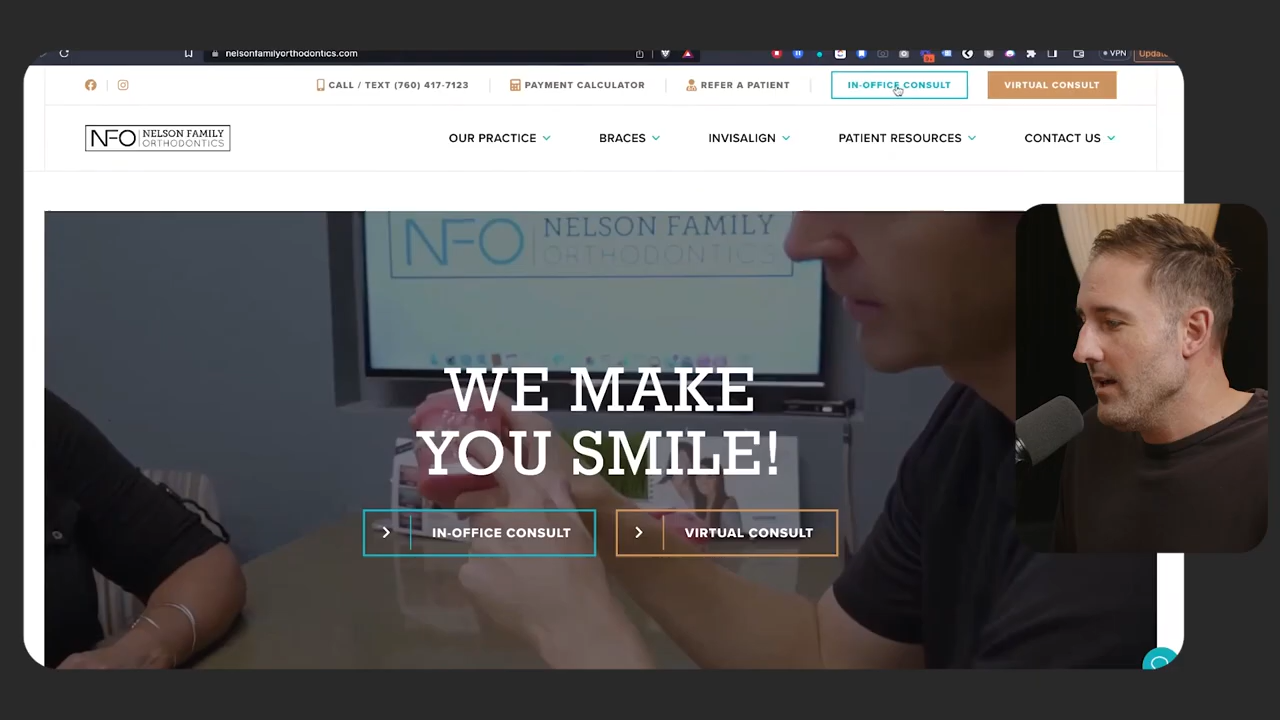 nelsonfamilyorthodontics.com
VPN
CALL / TEXT (760) 417-7123
PAYMENT CALCULATOR
REFER A PATIENT
IN-OFFICE CONSULT
VIRTUAL CONSULT
NFO
NELSON FAMILY
ORTHODONTICS
OUR PRACTICE
BRACES
INVISALIGN
PATIENT RESOURCES
CONTACT US
NFO
NELSON FAMILY
ORTHODONTICS
WE MAKE
YOU SMILE!
IN-OFFICE CONSULT
VIRTUAL CONSULT